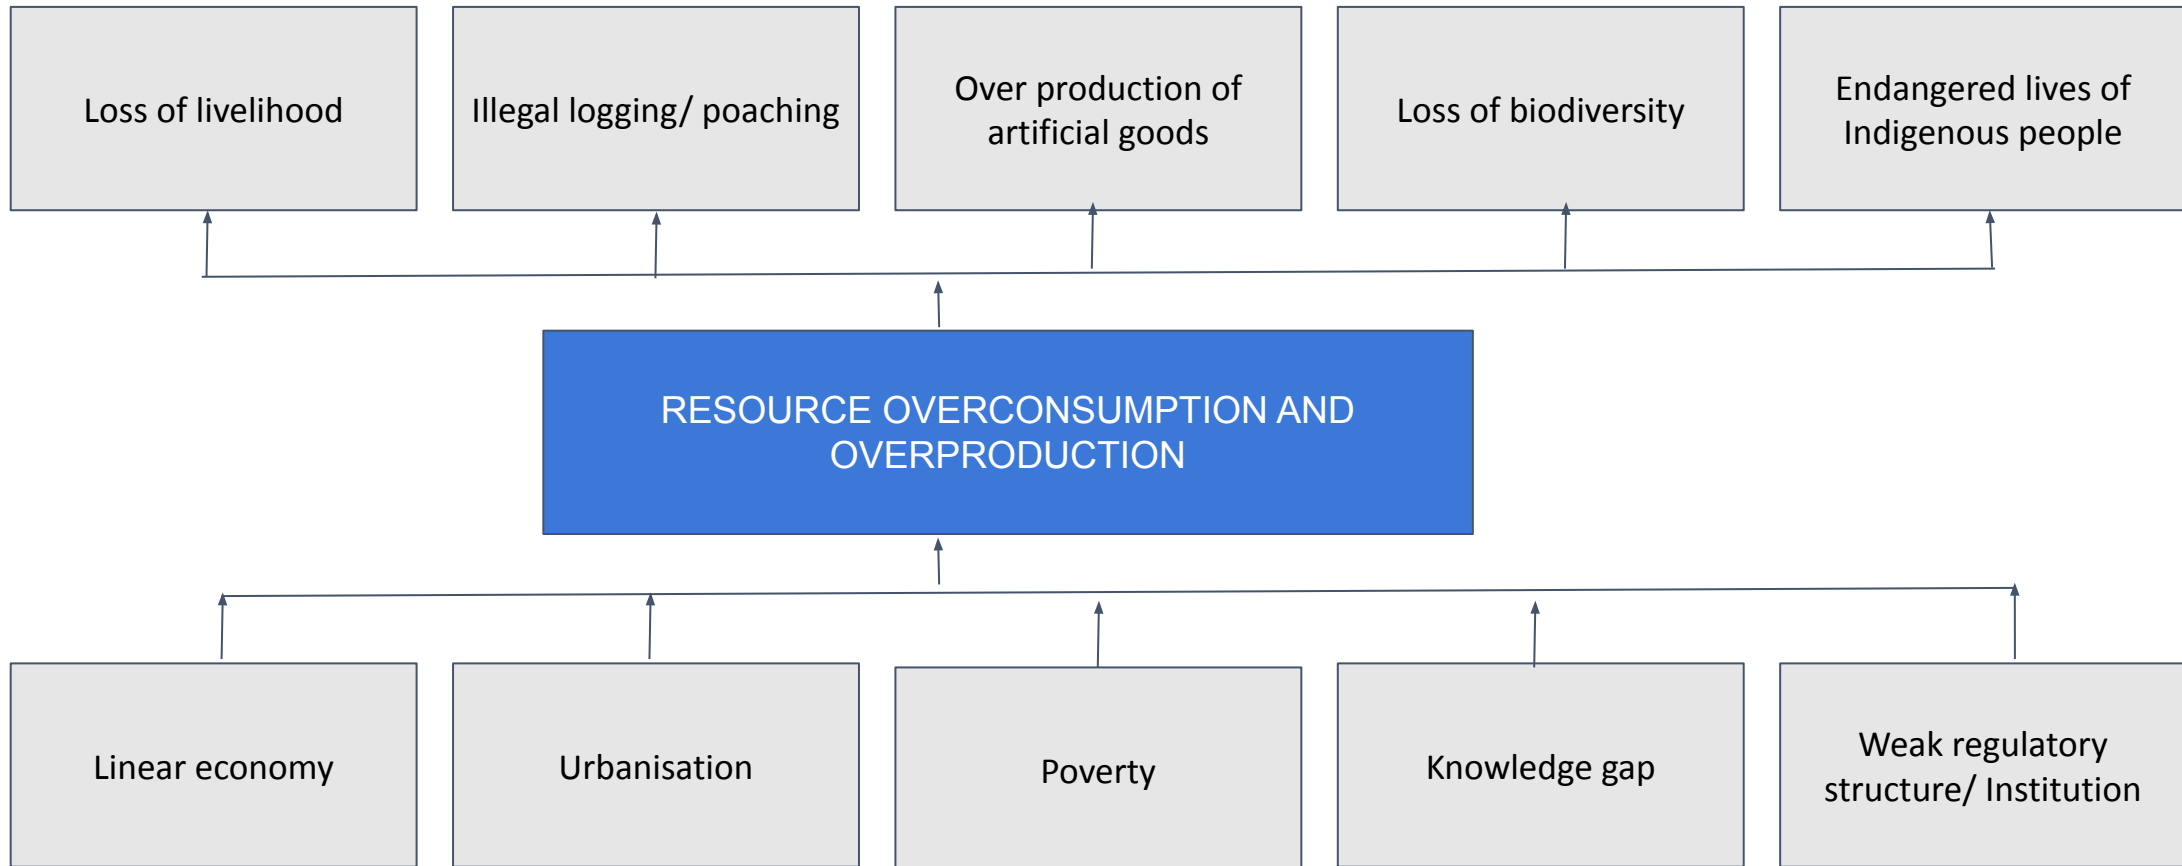 Loss of livelihood
Illegal logging/ poaching
Over production of
artificial goods
Loss of biodiversity
Endangered lives of
Indigenous people
RESOURCE OVERCONSUMPTION AND
OVERPRODUCTION
Linear economy
Urbanisation
Poverty
Knowledge gap
Weak regulatory
structure/ Institution